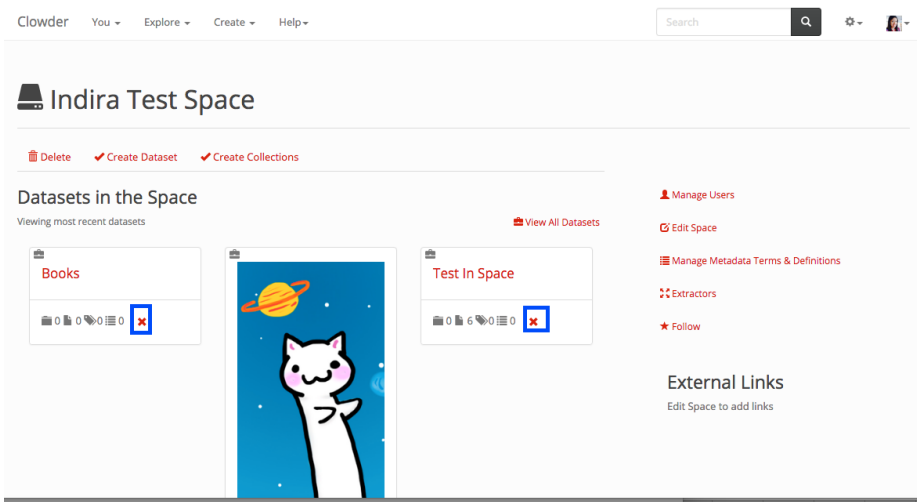 Clowder You Explore Create Help Search
Indira Test Space
Delete Create Dataset Create Collections
Datasets in the Space
Viewing most recent datasets
View All Datasets
Books
0 0 0 0
Test In Space
0 6 0 0
Manage Users
Edit Space
Manage Metadata Terms & Definitions
Extractors
Follow
External Links
Edit Space to add links